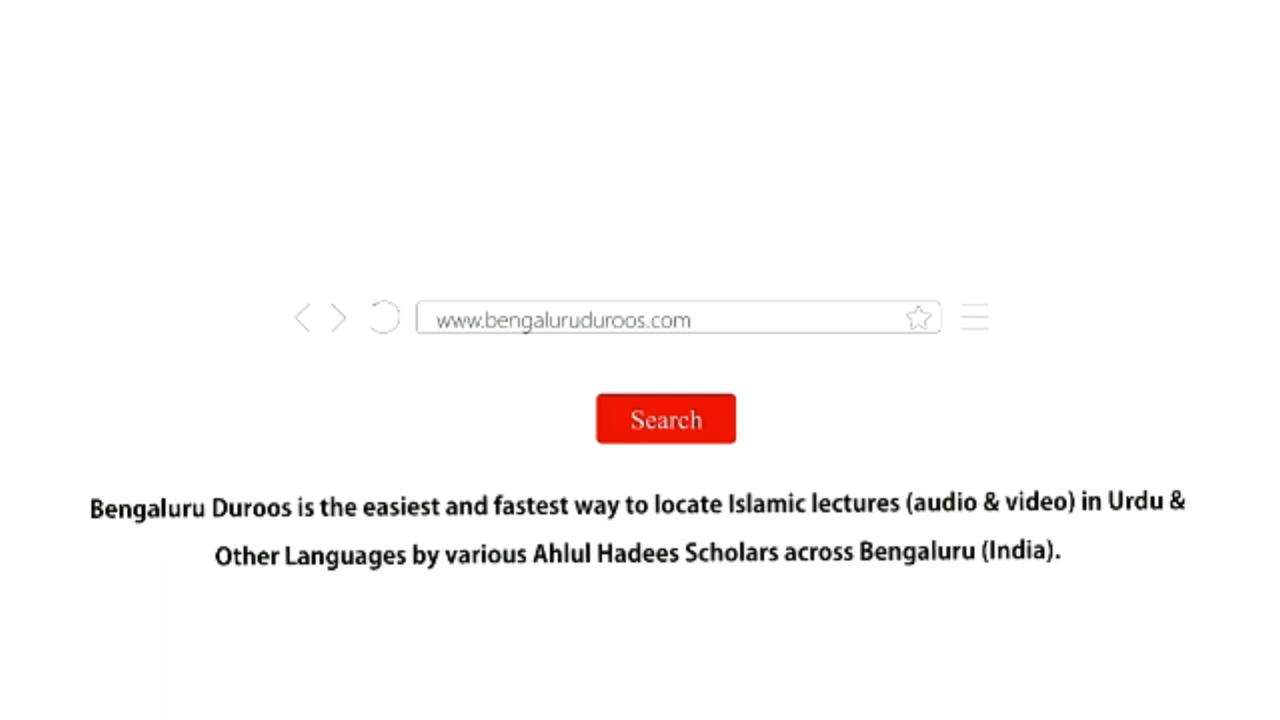 www.bengaluruduroos.com
Search
Bengaluru Duroos is the easiest and fastest way to locate Islamic lectures (audio & video) in Urdu &
Other Languages by various Ahlul Hadees Scholars across Bengaluru (India).